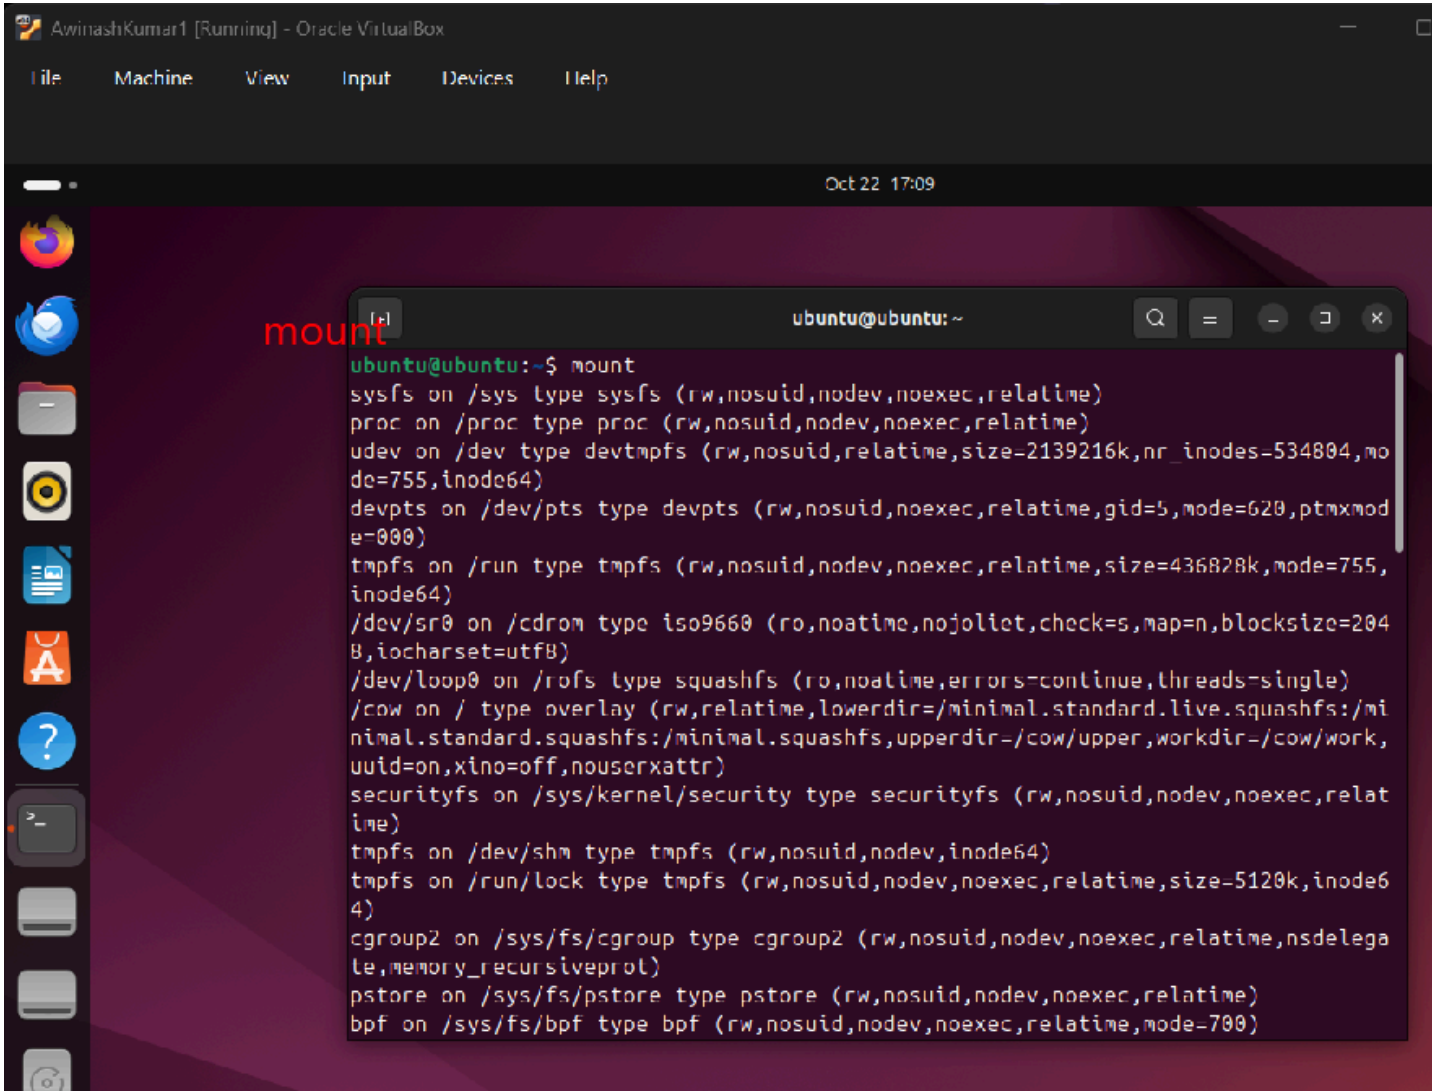 AwinashKumar1 [Running] - Oracle VirtualBox
File Machine View Input Devices Help
Oct 22 17:09
mount
ubuntu@ubuntu: ~
ubuntu@ubuntu:~$ mount
sysfs on /sys type sysfs (rw,nosuid,nodev,noexec,relatime)
proc on /proc type proc (rw,nosuid,nodev,noexec,relatime)
udev on /dev type devtmpfs (rw,nosuid,relatime,size=2139216k,nr_inodes=534804,mo
de=755,inode64)
devpts on /dev/pts type devpts (rw,nosuid,noexec,relatime,gid=5,mode=620,ptmxmod
e=000)
tmpfs on /run type tmpfs (rw,nosuid,nodev,noexec,relatime,size=436828k,mode=755,
inode64)
/dev/sr0 on /cdrom type iso9660 (ro,noatime,nojoliet,check=s,map=n,blocksize=204
8,iocharset=utf8)
/dev/loop0 on /rofs type squashfs (ro,noatime,errors=continue,threads=single)
/cow on / type overlay (rw,relatime,lowerdir=/minimal.standard.live.squashfs:/mi
nimal.standard.squashfs:/minimal.squashfs,upperdir=/cow/upper,workdir=/cow/work,
uuid=on,xino=off,nouserxattr)
securityfs on /sys/kernel/security type securityfs (rw,nosuid,nodev,noexec,relat
ime)
tmpfs on /dev/shm type tmpfs (rw,nosuid,nodev,inode64)
tmpfs on /run/lock type tmpfs (rw,nosuid,nodev,noexec,relatime,size=5120k,inode6
4)
cgroup2 on /sys/fs/cgroup type cgroup2 (rw,nosuid,nodev,noexec,relatime,nsdelega
te,memory_recursiveprot)
pstore on /sys/fs/pstore type pstore (rw,nosuid,nodev,noexec,relatime)
bpf on /sys/fs/bpf type bpf (rw,nosuid,nodev,noexec,relatime,mode=700)